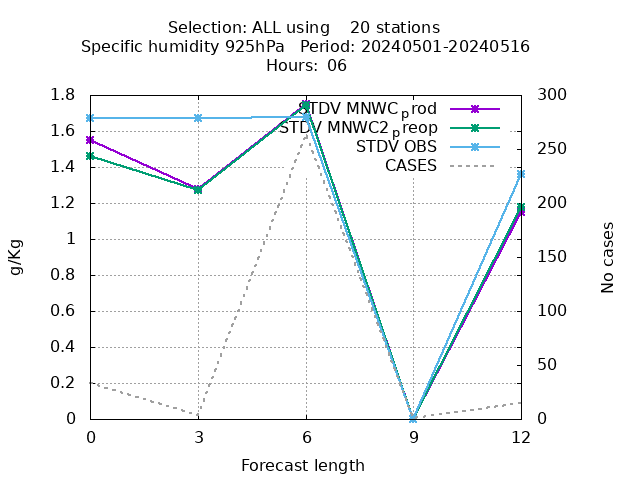 Selection: ALL using    20 stations
Specific humidity 925hPa   Period: 20240501-20240516
Hours: 06
1.8
1.6
1.4
1.2
1
0.8
0.6
0.4
0.2
0
300
250
200
150
100
50
0
STDV MNWCprod
STDV MNWC2preop
STDV OBS
CASES
g/Kg
No cases
0 3 6 9 12
Forecast length